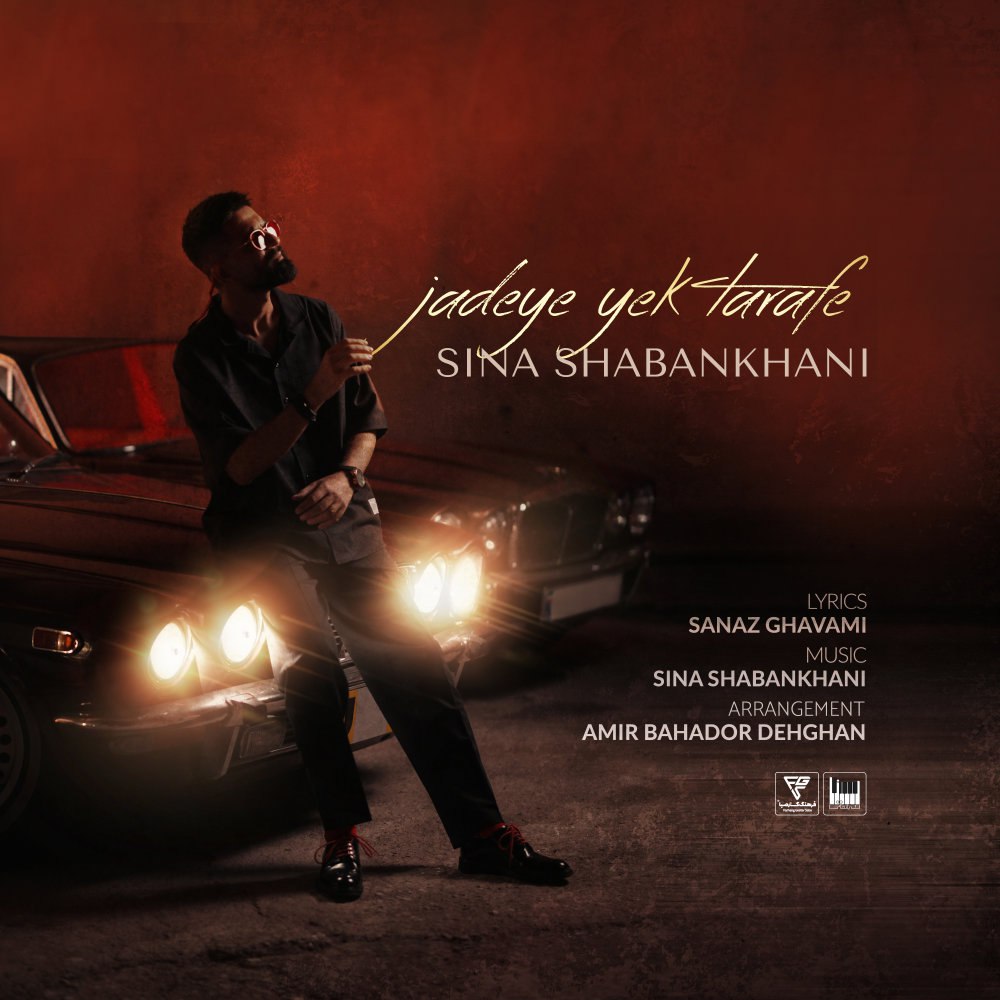 jadeye yek tarafe
SINA SHABANKHANI
LYRICS
SANAZ GHAVAMI
MUSIC
SINA SHABANKHANI
ARRANGEMENT
AMIR BAHADOR DEHGHAN